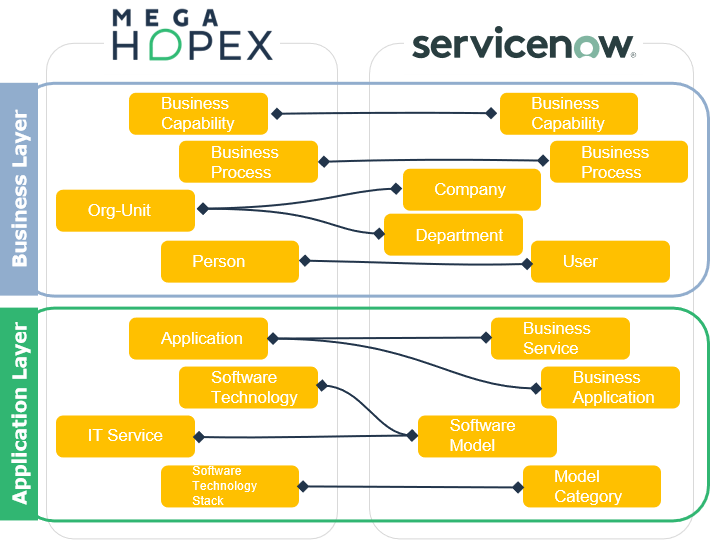 MEGA
HOPEX
servicenow®
Business Layer
Business
Capability
Business
Capability
Business
Process
Business
Process
Org-Unit
Company
Department
Person
User
Application Layer
Application
Business
Service
Software
Technology
Business
Application
IT Service
Software
Model
Software
Technology
Stack
Model
Category